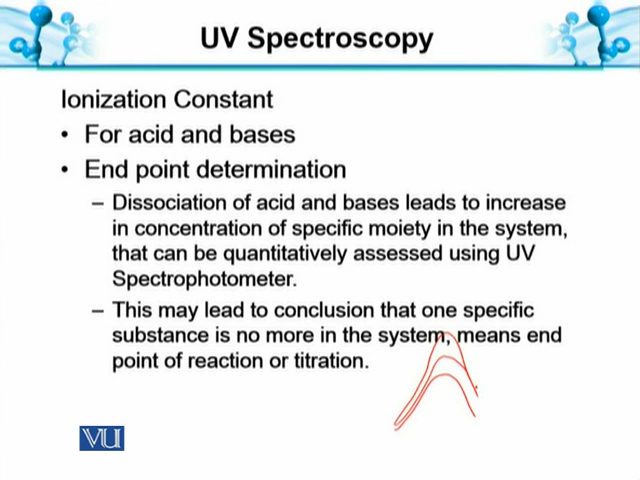 UV Spectroscopy
Ionization Constant
• For acid and bases
• End point determination
– Dissociation of acid and bases leads to increase
in concentration of specific moiety in the system,
that can be quantitatively assessed using UV
Spectrophotometer.
– This may lead to conclusion that one specific
substance is no more in the system, means end
point of reaction or titration.
VU